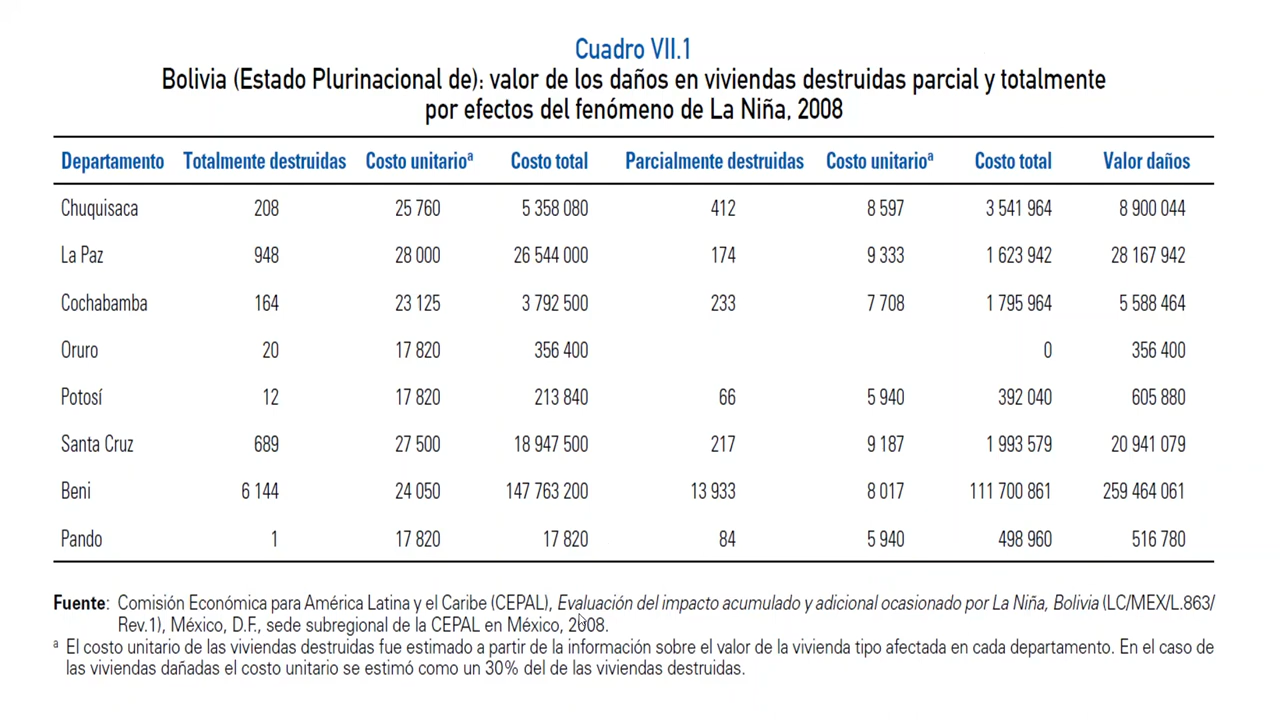 Cuadro VII.1
Bolivia (Estado Plurinacional de): valor de los daños en viviendas destruidas parcial y totalmente
por efectos del fenómeno de La Niña, 2008
Departamento Totalmente destruidas Costo unitarioª Costo total Parcialmente destruidas Costo unitarioª Costo total Valor daños
Chuquisaca 208 25 760 5 358 080 412 8 597 3 541 964 8 900 044
La Paz 948 28 000 26 544 000 174 9 333 1 623 942 28 167 942
Cochabamba 164 23 125 3 792 500 233 7 708 1 795 964 5 588 464
Oruro 20 17 820 356 400 0 356 400
Potosí 12 17 820 213 840 66 5 940 392 040 605 880
Santa Cruz 689 27 500 18 947 500 217 9 187 1 993 579 20 941 079
Beni 6 144 24 050 147 763 200 13 933 8 017 111 700 861 259 464 061
Pando 1 17 820 17 820 84 5 940 498 960 516 780
Fuente: Comisión Económica para América Latina y el Caribe (CEPAL), Evaluación del impacto acumulado y adicional ocasionado por La Niña, Bolivia (LC/MEX/L.863/
Rev.1), México, D.F., sede subregional de la CEPAL en México, 2008.
ª El costo unitario de las viviendas destruidas fue estimado a partir de la información sobre el valor de la vivienda tipo afectada en cada departamento. En el caso de
las viviendas dañadas el costo unitario se estimó como un 30% del de las viviendas destruidas.